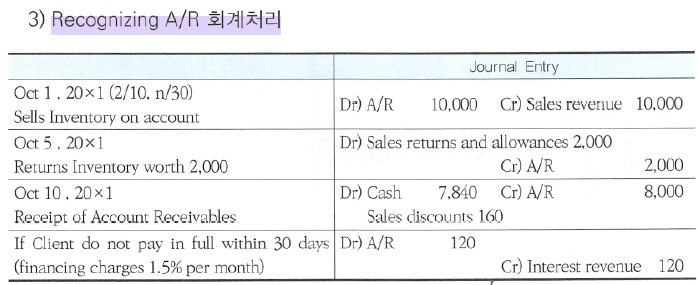 3) Recognizing A/R 회계처리
Journal Entry
Oct 1, 20×1 (2/10, n/30)
Sells Inventory on account
Dr) A/R 10,000 Cr) Sales revenue 10,000
Oct 5, 20×1
Returns Inventory worth 2,000
Dr) Sales returns and allowances 2,000
Cr) A/R 2,000
Oct 10, 20×1
Receipt of Account Receivables
Dr) Cash 7,840 Cr) A/R 8,000
Sales discounts 160
If Client do not pay in full within 30 days
(financing charges 1.5% per month)
Dr) A/R 120
Cr) Interest revenue 120